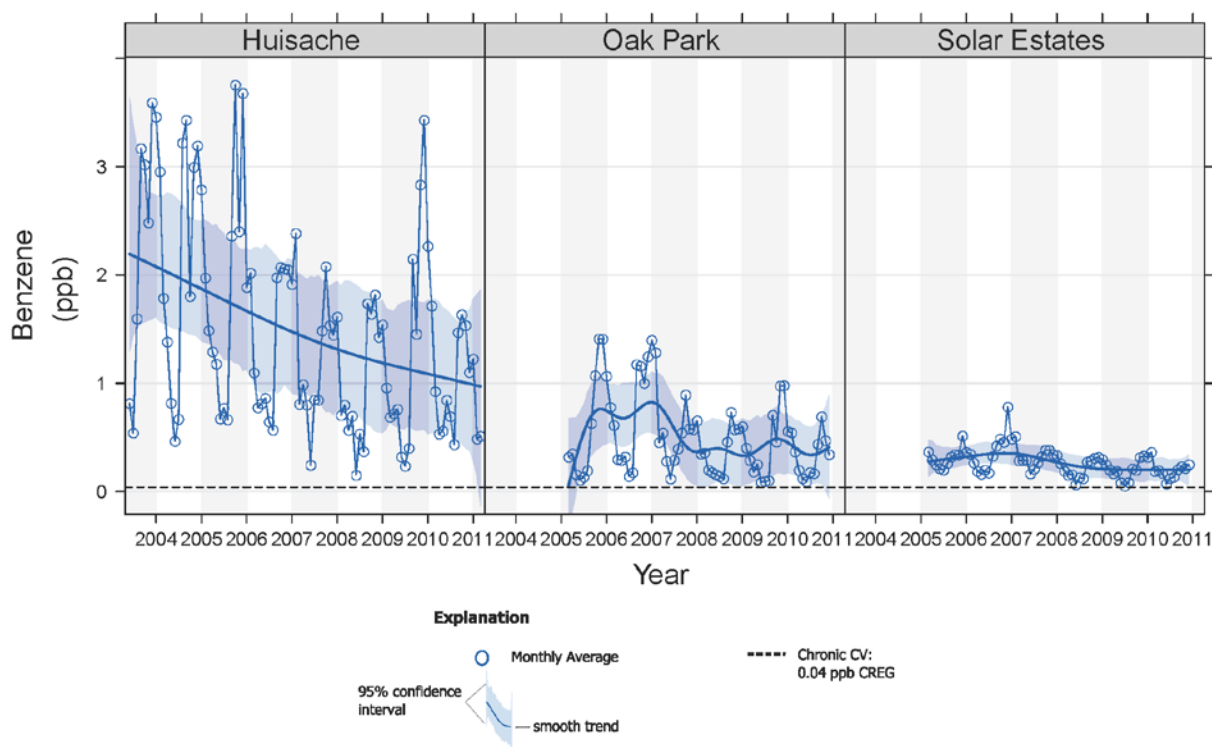 Huisache Oak Park Solar Estates
3
2
1
0
Benzene
(ppb)
2004 2005 2006 2007 2008 2009 2010 2011 2004 2005 2006 2007 2008 2009 2010 2011 2004 2005 2006 2007 2008 2009 2010 2011
Year
Explanation
Monthly Average
95% confidence
interval
smooth trend
Chronic CV:
0.04 ppb CREG